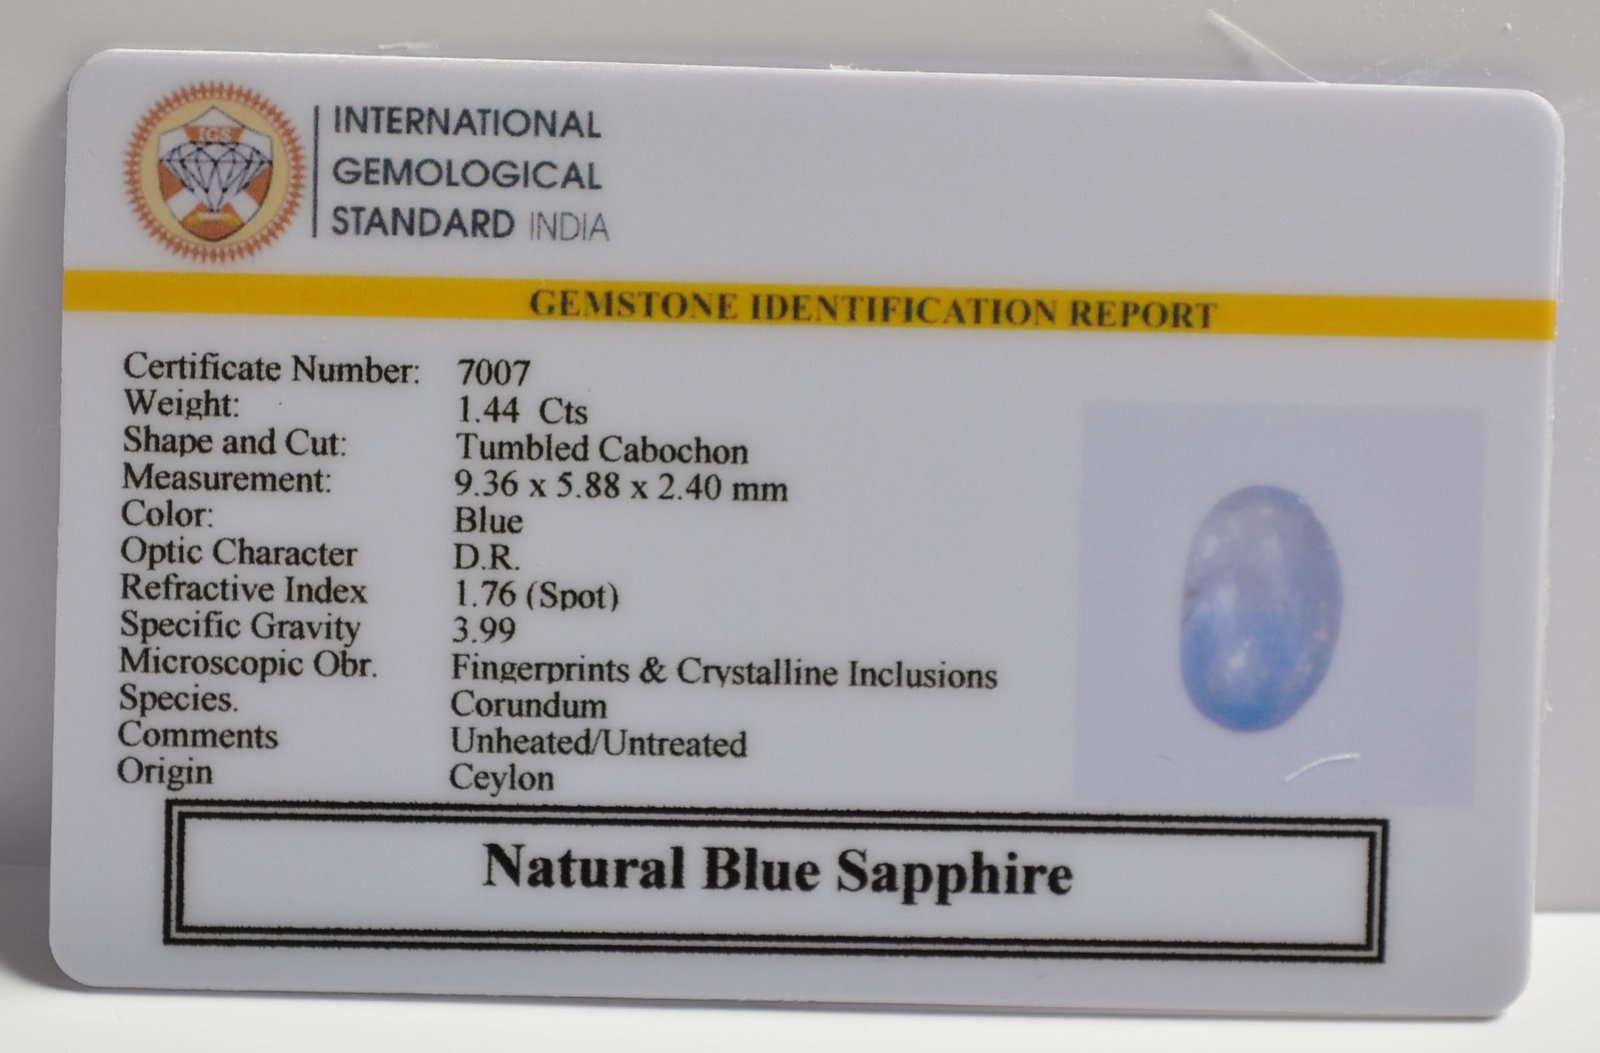 IGS
INTERNATIONAL
GEMOLOGICAL
STANDARD INDIA
GEMSTONE IDENTIFICATION REPORT
Certificate Number: 7007
Weight: 1.44 Cts
Shape and Cut: Tumbled Cabochon
Measurement: 9.36 x 5.88 x 2.40 mm
Color: Blue
Optic Character D.R.
Refractive Index 1.76 (Spot)
Specific Gravity 3.99
Microscopic Obr. Fingerprints & Crystalline Inclusions
Species. Corundum
Comments Unheated/Untreated
Origin Ceylon
Natural Blue Sapphire